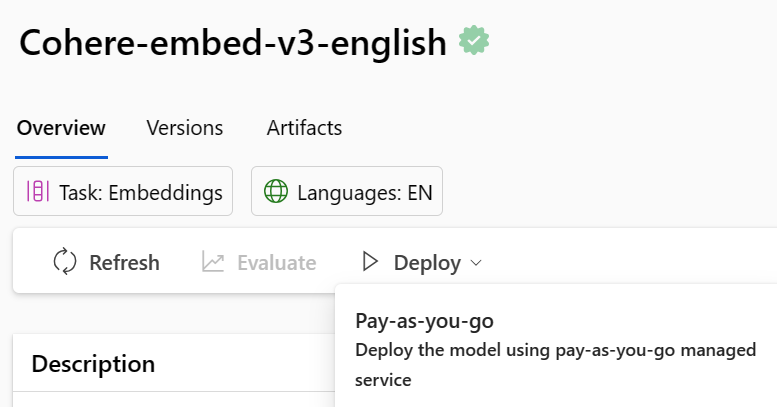 Cohere-embed-v3-english
Overview Versions Artifacts
Task: Embeddings Languages: EN
Refresh Evaluate Deploy
Pay-as-you-go
Deploy the model using pay-as-you-go managed
service
Description